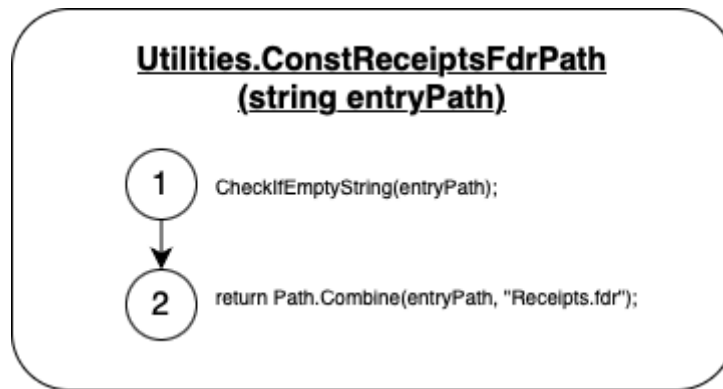 Utilities.ConstReceiptsFdrPath
(string entryPath)
1 CheckIfEmptyString(entryPath);
2 return Path.Combine(entryPath, "Receipts.fdr");